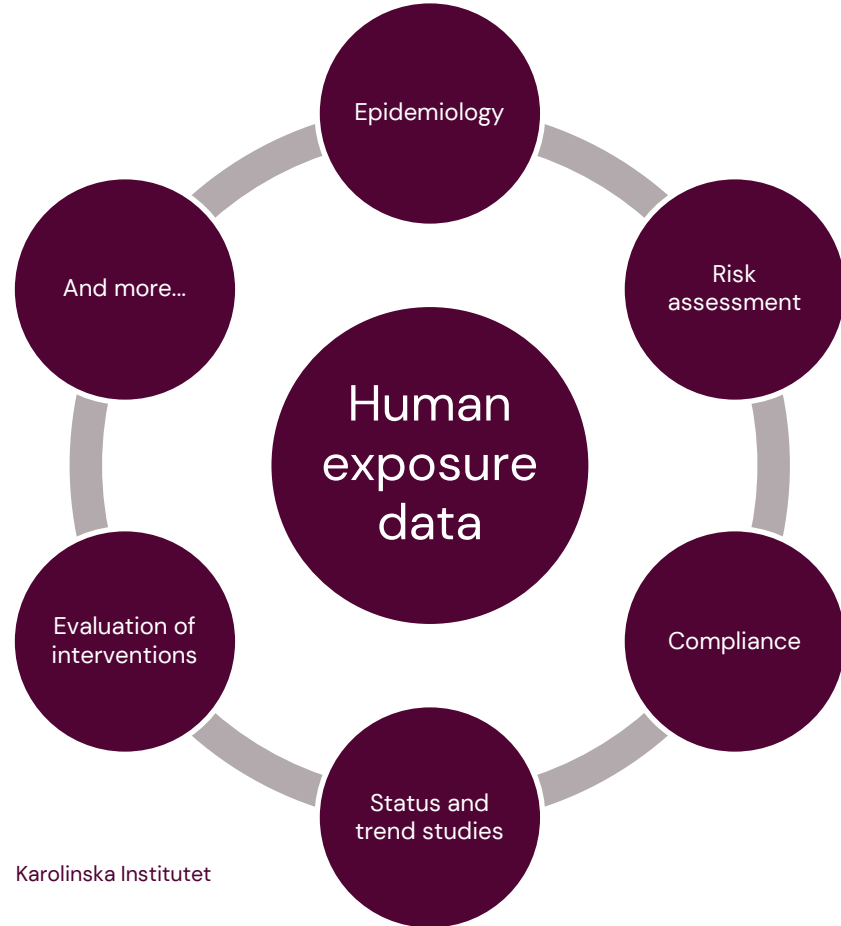 Epidemiology
And more...
Risk
assessment
Human
exposure
data
Evaluation of
interventions
Compliance
Status and
trend studies
Karolinska Institutet